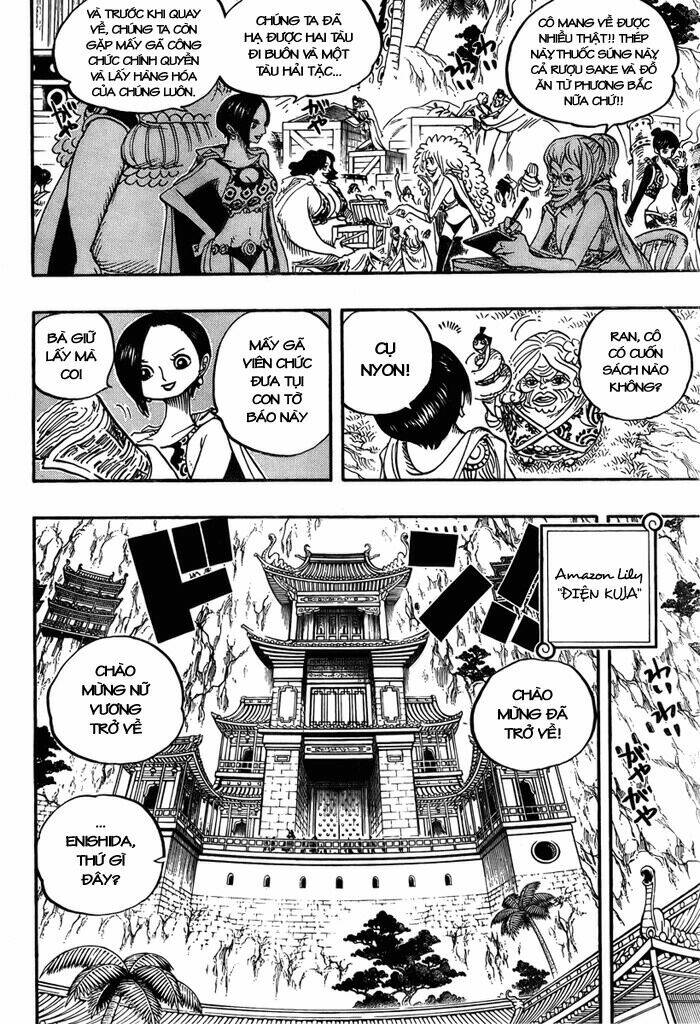 CÔ MANG VỀ ĐƯỢC
NHIỀU THẬT!! THÉP
NÀY,THUỐC SÚNG NÀY,
CẢ RƯỢU SAKE VÀ ĐỒ
ĂN TỪ PHƯƠNG BẮC
NỮA CHỨ!!
CHÚNG TA ĐÃ
HẠ ĐƯỢC HAI TÀU
ĐI BUÔN VÀ MỘT
TÀU HẢI TẶC...
VÀ TRƯỚC KHI QUAY
VỀ, CHÚNG TA CÒN
GẶP MẤY GÃ CÔNG
CHỨC CHÍNH QUYỀN
VÀ LẤY HÀNG HÓA
CỦA CHÚNG LUÔN.
RAN, CÔ
CÓ CUỐN
SÁCH NÀO
KHÔNG?
CỤ
NYON!
MẤY GÃ
VIÊN CHỨC
ĐƯA TỤI
CON TỜ
BÁO NÀY
BÀ GIỮ
LẤY MÀ
COI
Amazon Lily
"ĐIỆN KUJA"
ドドン!!
CHÀO
MỪNG ĐÃ
TRỞ VỀ!
CHÀO
MỪNG NỮ
VƯƠNG
TRỞ VỀ
...
ENISHIDA,
THỨ GÌ
ĐÂY?